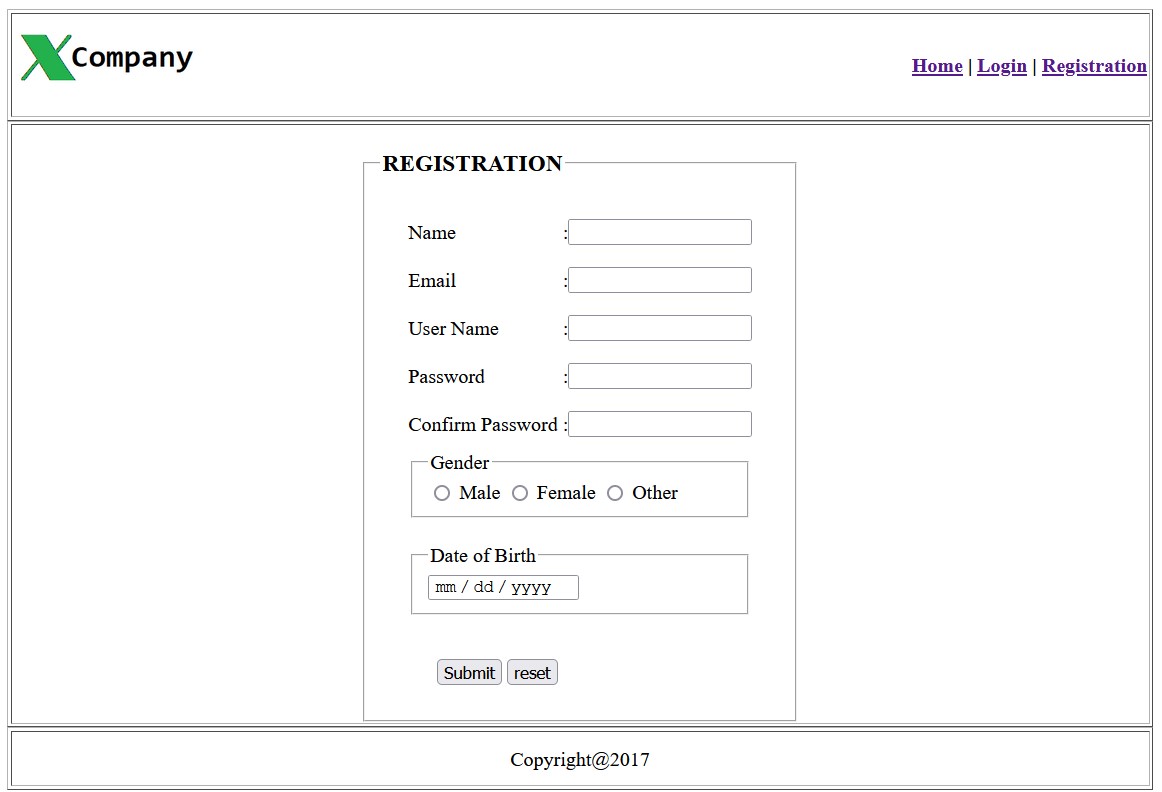 XCompany
Home | Login | Registration
REGISTRATION
Name :
Email :
User Name :
Password :
Confirm Password :
Gender
Male Female Other
Date of Birth
mm / dd / yyyy
Submit reset
Copyright@2017